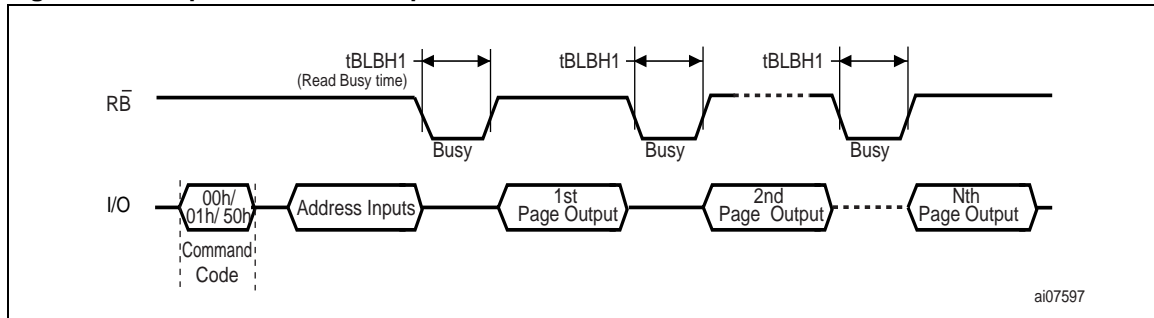 tBLBH1
tBLBH1
tBLBH1
(Read Busy time)
RB̅
Busy
Busy
Busy
I/O
00h/
01h/ 50h
Address Inputs
1st
Page Output
2nd
Page Output
Nth
Page Output
Command
Code
ai07597